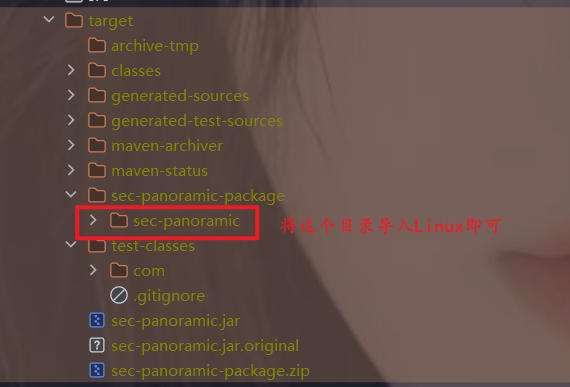 target
archive-tmp
classes
generated-sources
generated-test-sources
maven-archiver
maven-status
sec-panoramic-package
sec-panoramic
将这个目录导入Linux即可
test-classes
com
.gitignore
sec-panoramic.jar
sec-panoramic.jar.original
sec-panoramic-package.zip